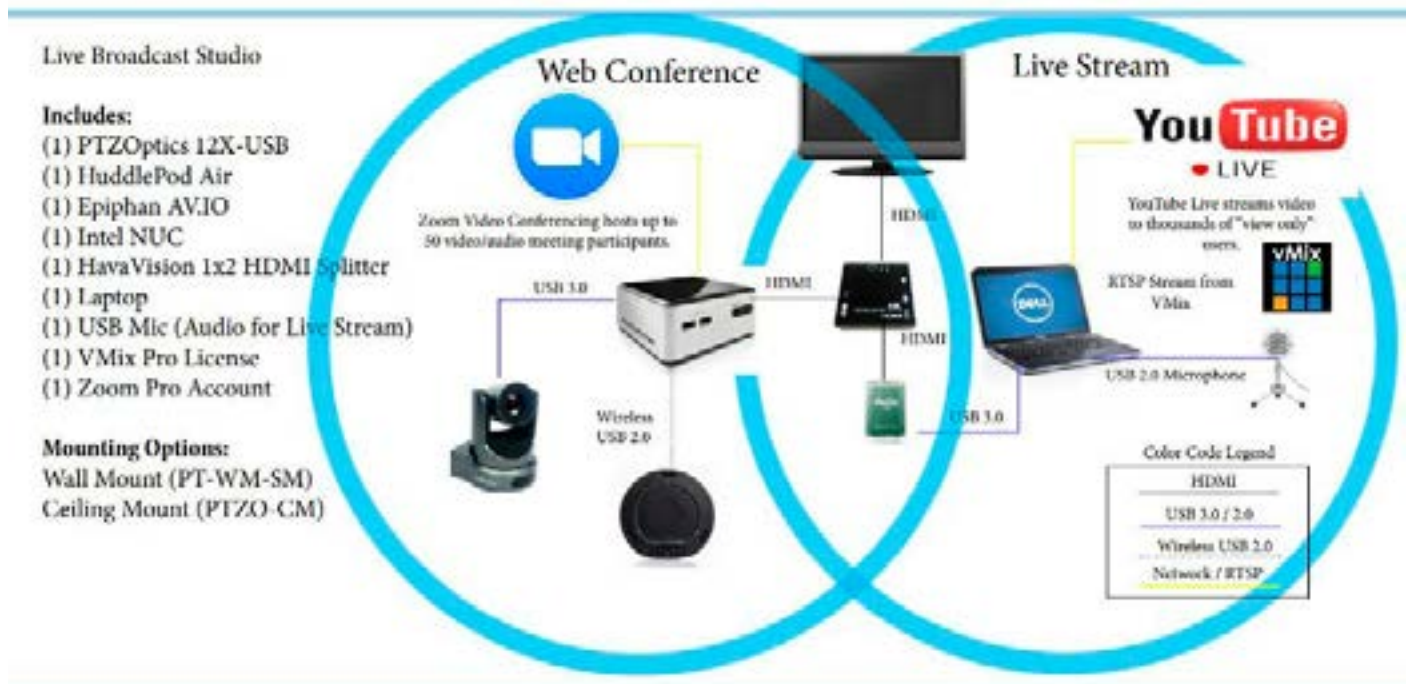 Live Broadcast Studio
Includes:
(1) PTZOptics 12X-USB
(1) HuddlePod Air
(1) Epiphan AV.IO
(1) Intel NUC
(1) HavaVision 1x2 HDMI Splitter
(1) Laptop
(1) USB Mic (Audio for Live Stream)
(1) VMix Pro License
(1) Zoom Pro Account
Mounting Options:
Wall Mount (PT-WM-SM)
Ceiling Mount (PTZO-CM)
Web Conference
Zoom Video Conferencing hosts up to
50 video/audio meeting participants.
USB 3.0
HDMI
Wireless
USB 2.0
HDMI
HDMI
USB 3.0
Live Stream
YouTube
LIVE
YouTube Live streams video
to thousands of "view only"
users.
vMix
RTSP Stream from
VMix
DELL
USB 2.0 Microphone
Color Code Legend
HDMI
USB 3.0 / 2.0
Wireless USB 2.0
Network / RTSP